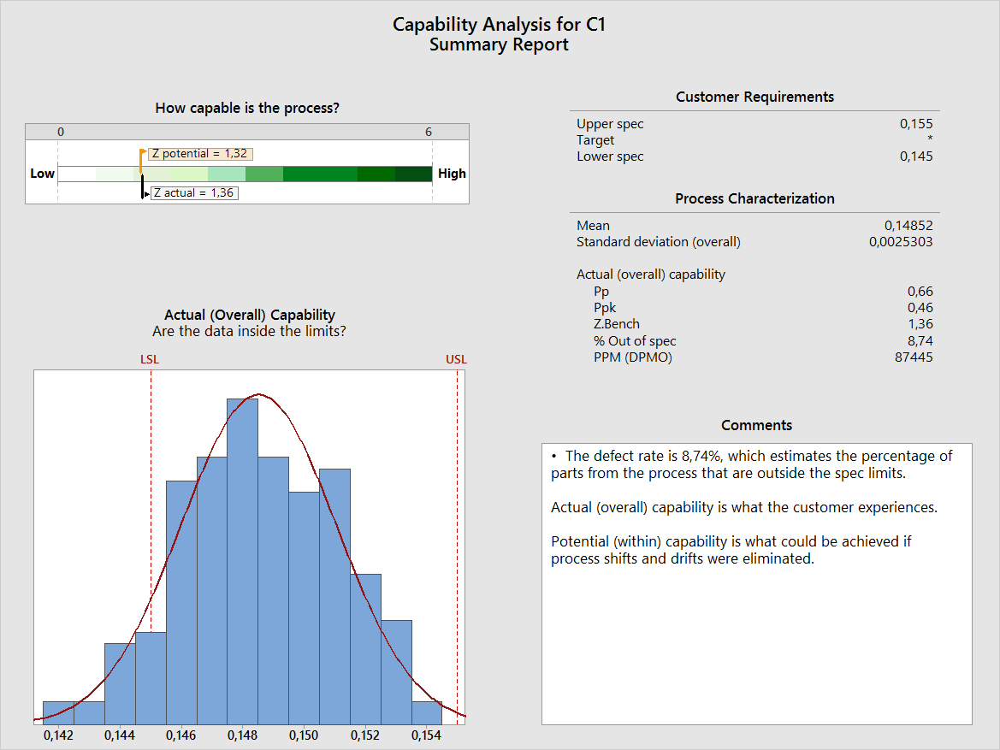 Capability Analysis for C1
Summary Report
How capable is the process?
0 6
Z potential = 1,32
Low High
Z actual = 1,36
Customer Requirements
Upper spec 0,155
Target *
Lower spec 0,145
Process Characterization
Mean 0,14852
Standard deviation (overall) 0,0025303
Actual (overall) capability
Pp 0,66
Ppk 0,46
Z.Bench 1,36
% Out of spec 8,74
PPM (DPMO) 87445
Actual (Overall) Capability
Are the data inside the limits?
LSL USL
0,142 0,144 0,146 0,148 0,150 0,152 0,154
Comments
• The defect rate is 8,74%, which estimates the percentage of
parts from the process that are outside the spec limits.
Actual (overall) capability is what the customer experiences.
Potential (within) capability is what could be achieved if
process shifts and drifts were eliminated.